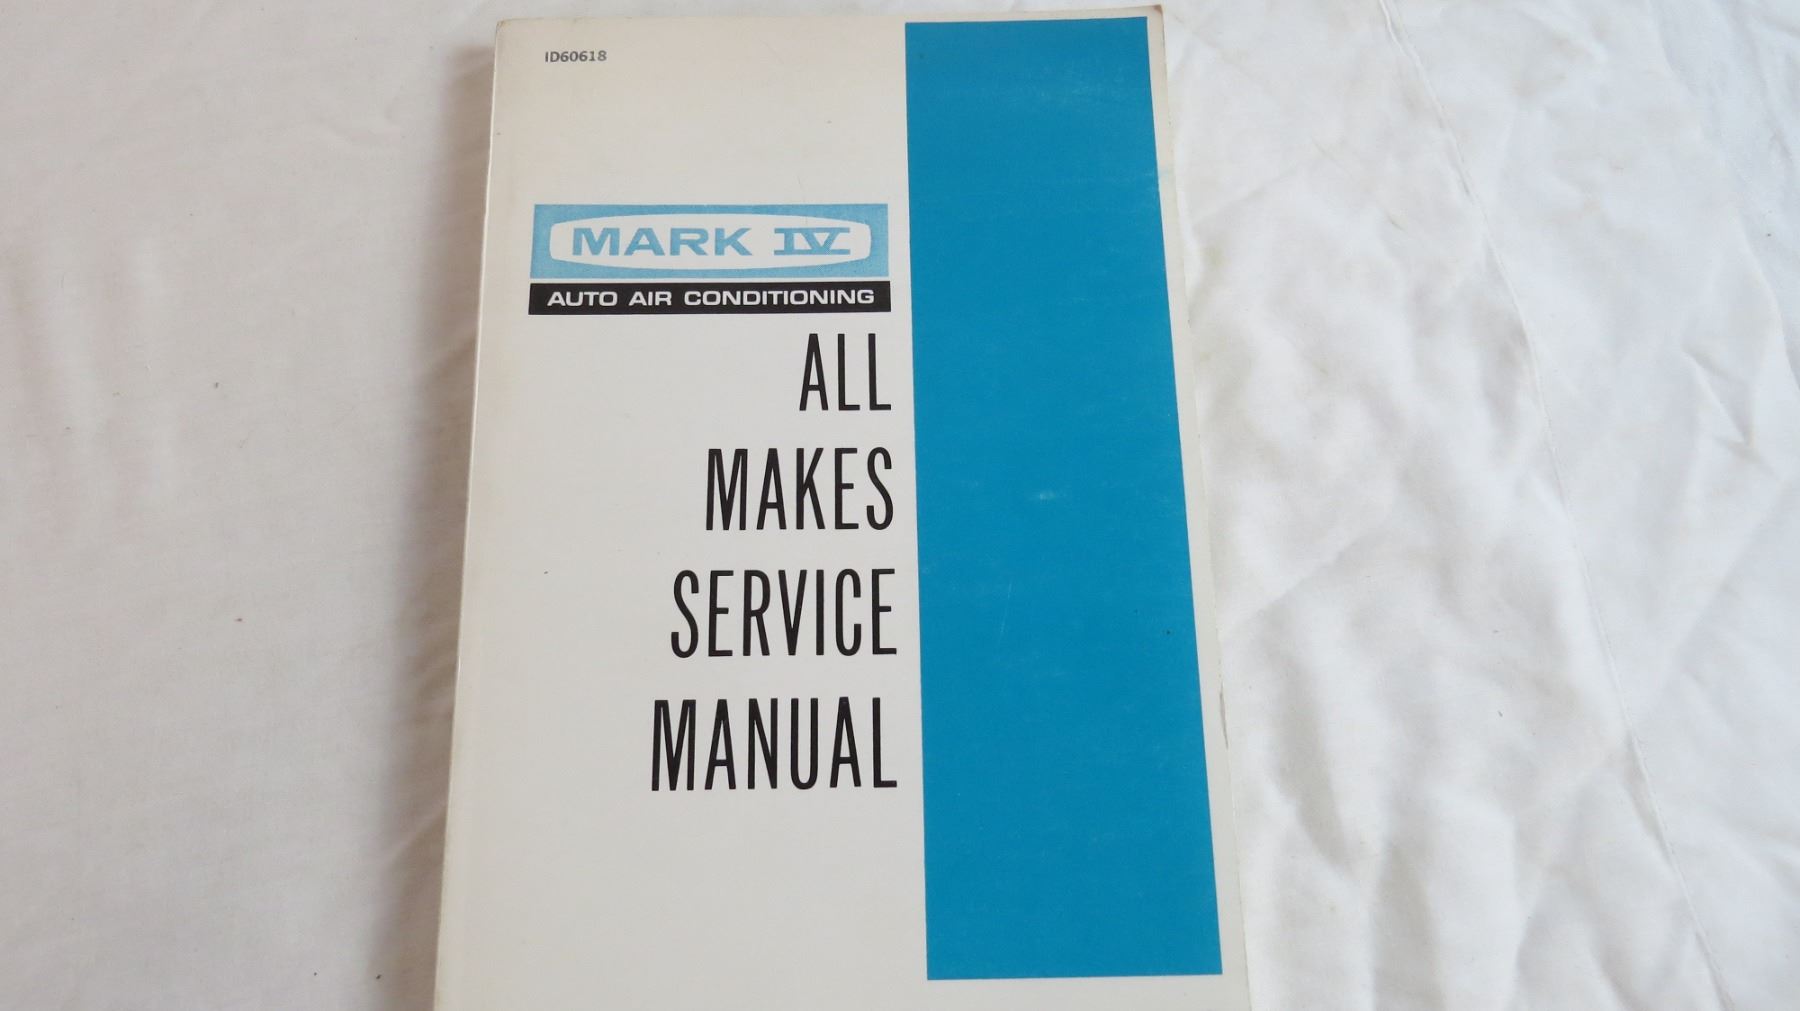 ID60618
MARK IV
AUTO AIR CONDITIONING
ALL
MAKES
SERVICE
MANUAL